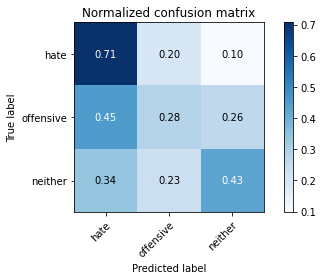 Normalized confusion matrix
True label
hate 0.71 0.20 0.10
offensive 0.45 0.28 0.26
neither 0.34 0.23 0.43
hate offensive neither
Predicted label
0.7
0.6
0.5
0.4
0.3
0.2
0.1